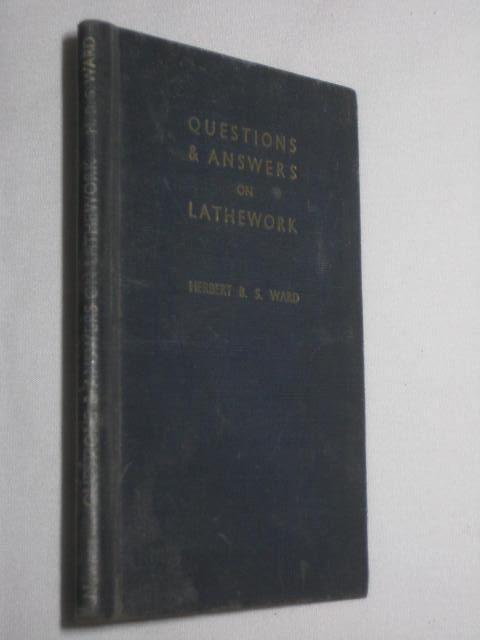 QUESTIONS
& ANSWERS
ON
LATHEWORK
HERBERT B. S. WARD
QUESTIONS & ANSWERS ON LATHEWORK H. B. S. WARD